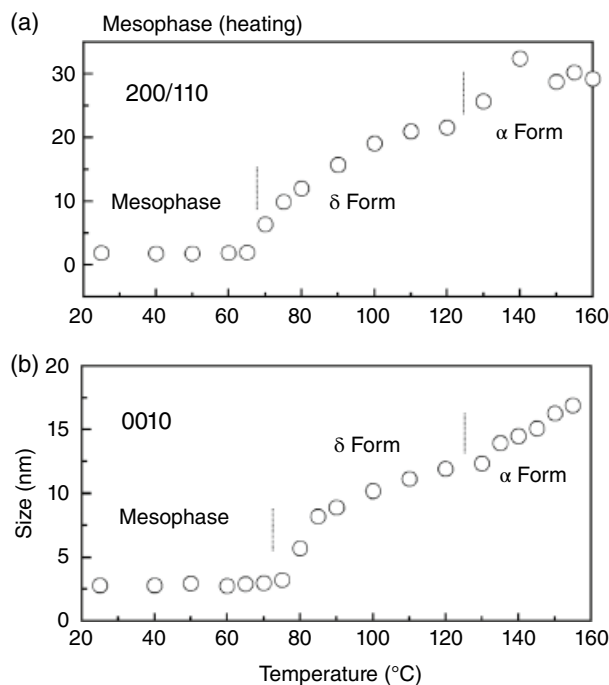 (a)
Mesophase (heating)
30
200/110
α Form
20
Mesophase
δ Form
10
0
20 40 60 80 100 120 140 160
(b)
20
0010
15
δ Form
α Form
Size (nm)
10
Mesophase
5
0
20 40 60 80 100 120 140 160
Temperature (°C)